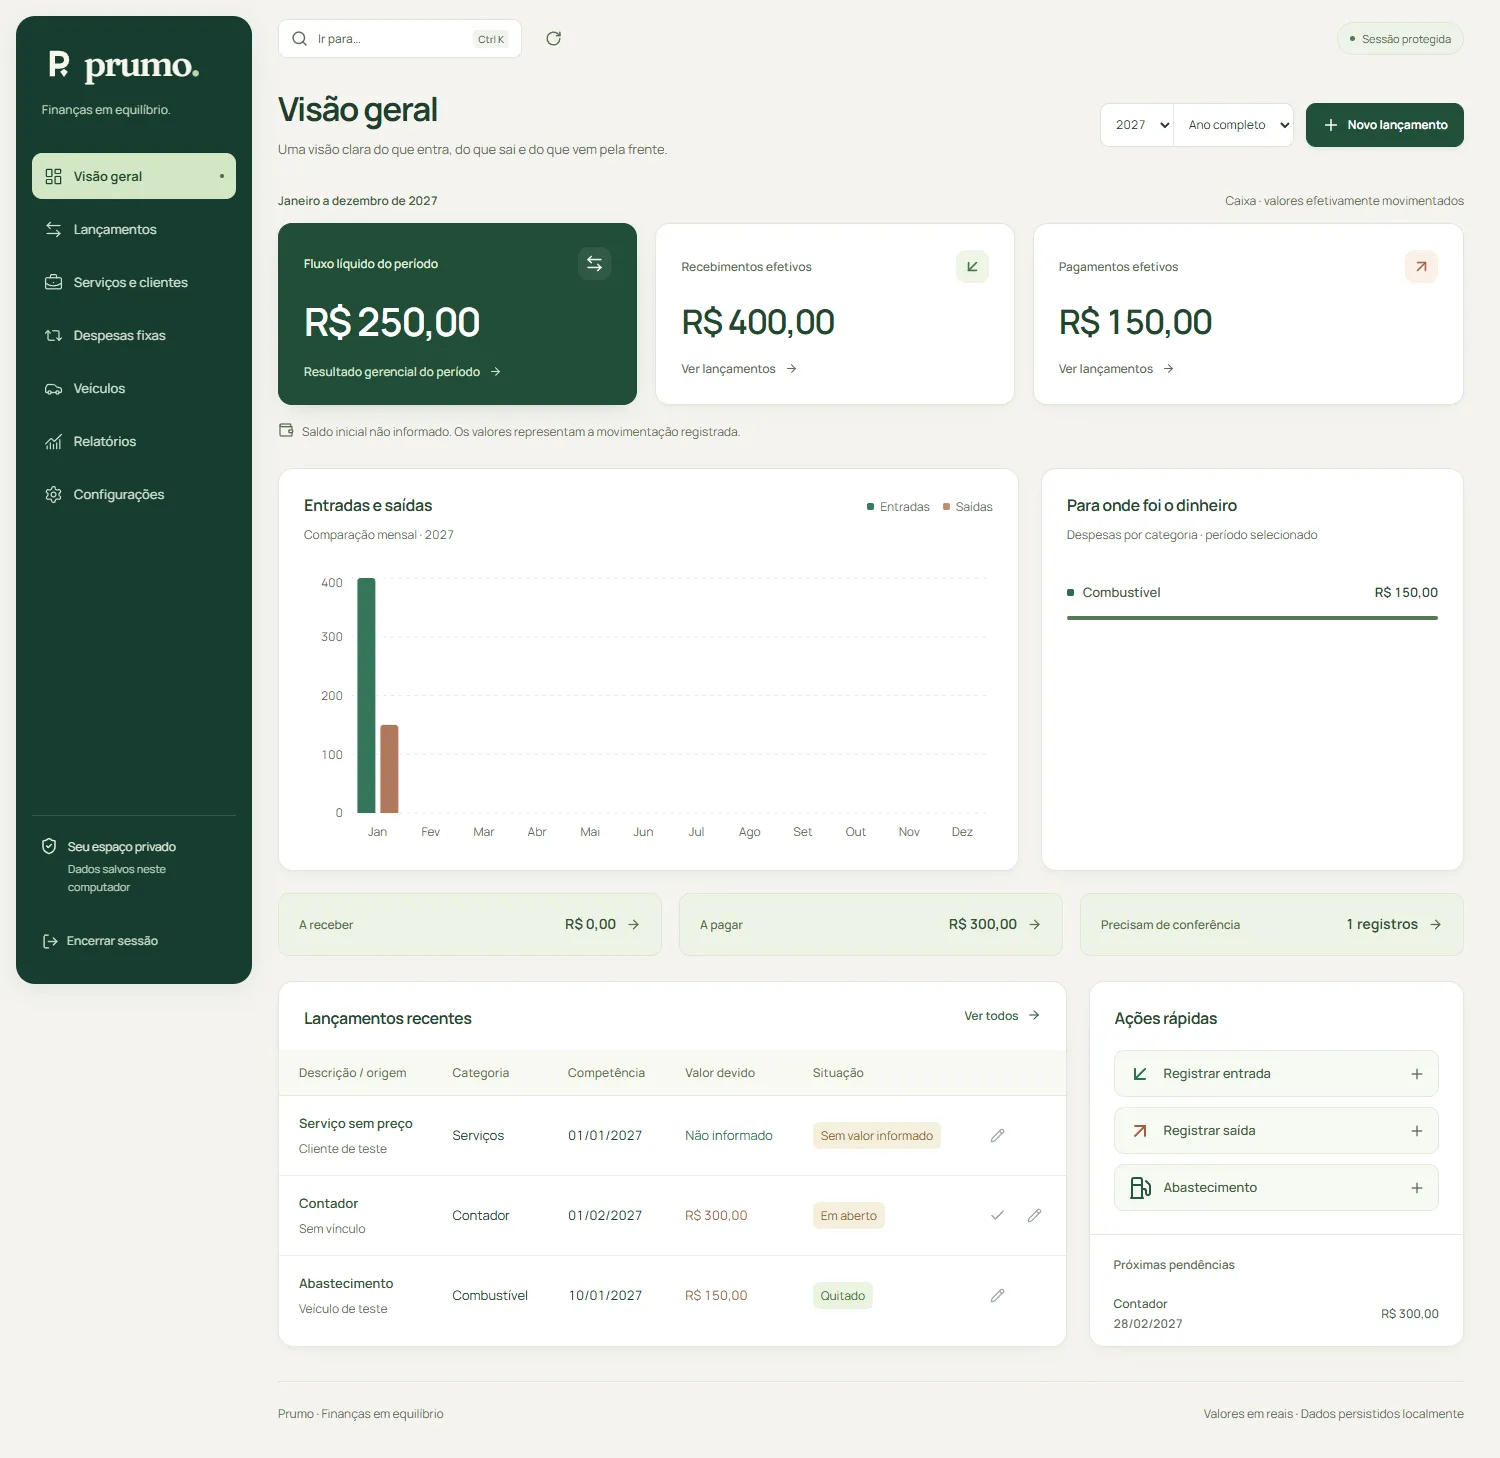 prumo.
Finanças em equilíbrio.
Visão geral
Lançamentos
Serviços e clientes
Despesas fixas
Veículos
Relatórios
Configurações
Seu espaço privado
Dados salvos neste
computador
Encerrar sessão
Ir para...
Ctrl K
Sessão protegida
Visão geral
Uma visão clara do que entra, do que sai e do que vem pela frente.
2027
Ano completo
Novo lançamento
Janeiro a dezembro de 2027
Caixa · valores efetivamente movimentados
Fluxo líquido do período
R$ 250,00
Resultado gerencial do período
Recebimentos efetivos
R$ 400,00
Ver lançamentos
Pagamentos efetivos
R$ 150,00
Ver lançamentos
Saldo inicial não informado. Os valores representam a movimentação registrada.
Entradas e saídas
Comparação mensal · 2027
Entradas
Saídas
400
300
200
100
0
Jan Fev Mar Abr Mai Jun Jul Ago Set Out Nov Dez
Para onde foi o dinheiro
Despesas por categoria · período selecionado
Combustível R$ 150,00
A receber R$ 0,00
A pagar R$ 300,00
Precisam de conferência 1 registros
Lançamentos recentes
Ver todos
Descrição / origem Categoria Competência Valor devido Situação
Serviço sem preço
Cliente de teste
Serviços 01/01/2027 Não informado Sem valor informado
Contador
Sem vínculo
Contador 01/02/2027 R$ 300,00 Em aberto
Abastecimento
Veículo de teste
Combustível 10/01/2027 R$ 150,00 Quitado
Ações rápidas
Registrar entrada
Registrar saída
Abastecimento
Próximas pendências
Contador
28/02/2027
R$ 300,00
Prumo · Finanças em equilíbrio
Valores em reais · Dados persistidos localmente